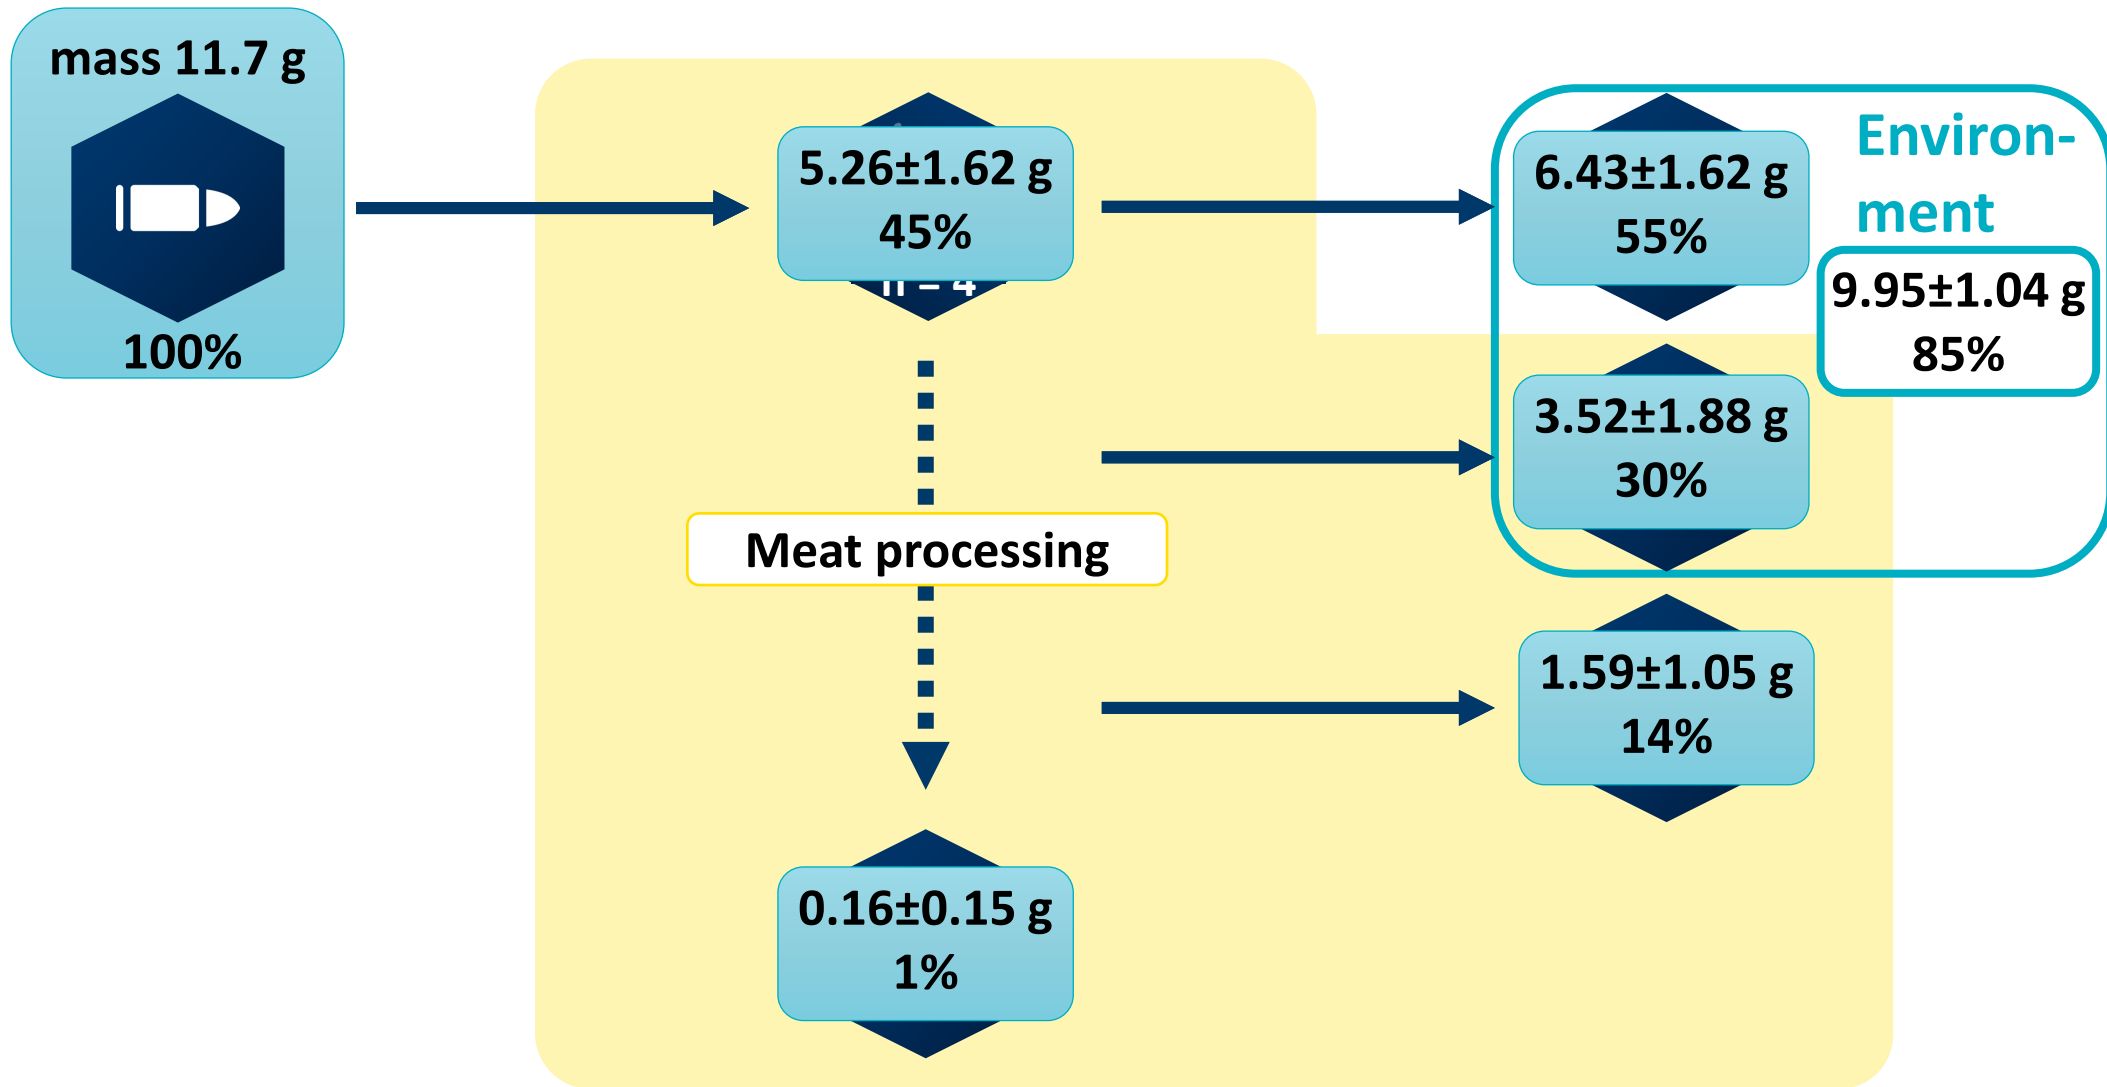 mass 11.7 g
100%
5.26±1.62 g
45%
n = 4
6.43±1.62 g
55%
Environ-
ment
9.95±1.04 g
85%
3.52±1.88 g
30%
Meat processing
1.59±1.05 g
14%
0.16±0.15 g
1%